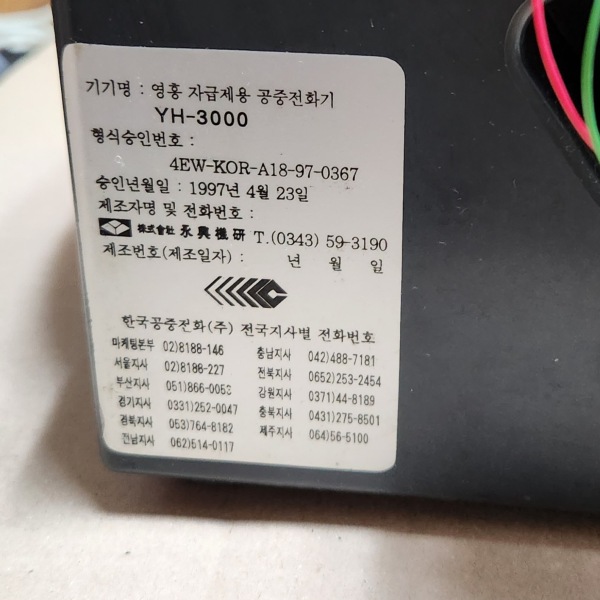 기기명 : 영흥 자급제용 공중전화기
YH-3000
형식승인번호 :
4EW-KOR-A18-97-0367
승인년월일 : 1997년 4월 23일
제조자명 및 전화번호 :
株式會社 永興機研 T.(0343) 59-3190
제조번호(제조일자) : 년 월 일
한국공중전화(주) 전국지사별 전화번호
마케팅본부 02)8188-146 충남지사 042)488-7181
서울지사 02)8188-227 전북지사 0652)253-2454
부산지사 051)866-0053 강원지사 0371)44-8189
경기지사 0331)252-0047 충북지사 0431)275-8501
경북지사 053)764-8182 제주지사 064)56-5100
전남지사 062)514-0117